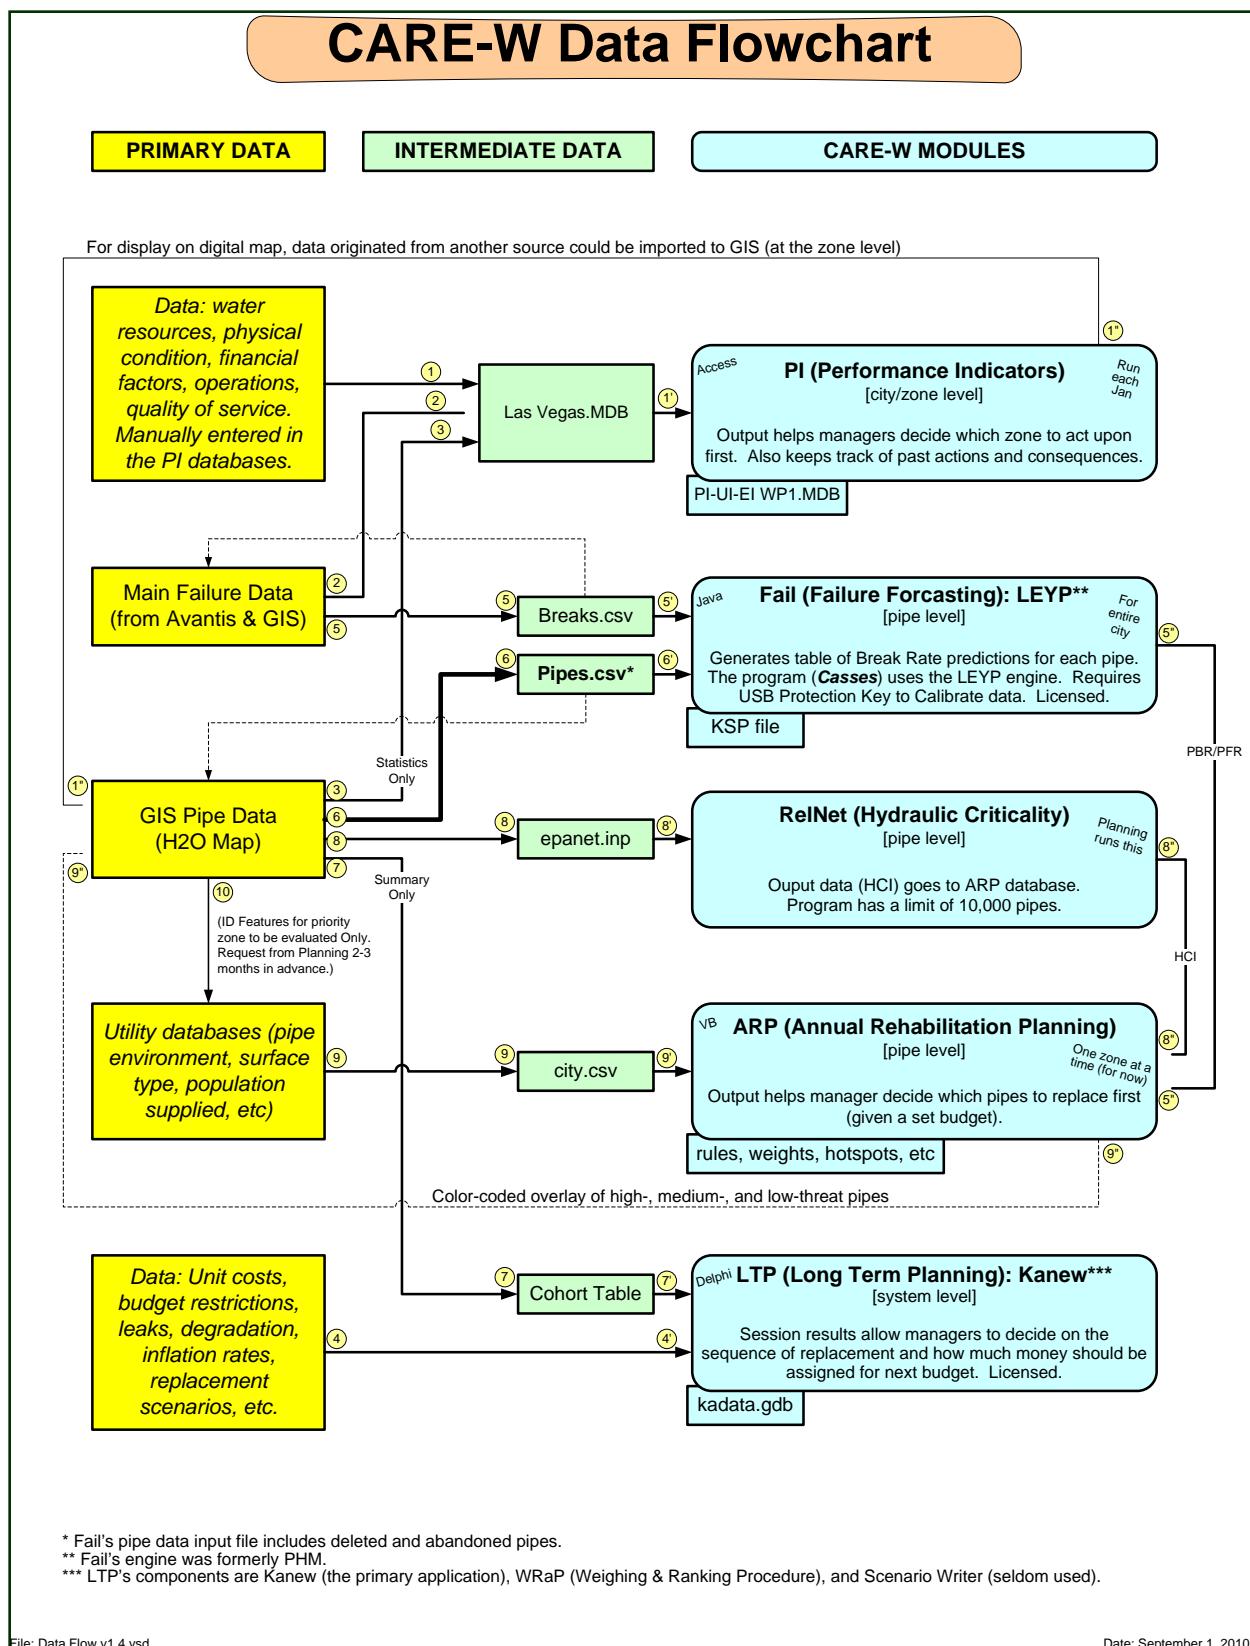 CARE-W Data Flowchart
PRIMARY DATA
INTERMEDIATE DATA
CARE-W MODULES
For display on digital map, data originated from another source could be imported to GIS (at the zone level)
Data: water
resources, physical
condition, financial
factors, operations,
quality of service.
Manually entered in
the PI databases.
1
2
3
Las Vegas.MDB
1'
1"
Access
PI (Performance Indicators)
Run
each
Jan
[city/zone level]
Output helps managers decide which zone to act upon
first. Also keeps track of past actions and consequences.
PI-UI-EI WP1.MDB
Main Failure Data
(from Avantis & GIS)
2
5
5
Breaks.csv
5'
6
Pipes.csv*
6'
Java
Fail (Failure Forcasting): LEYP**
For
entire
city
[pipe level]
Generates table of Break Rate predictions for each pipe.
The program (Casses) uses the LEYP engine. Requires
USB Protection Key to Calibrate data. Licensed.
KSP file
5"
PBR/PFR
Statistics
Only
1"
GIS Pipe Data
(H2O Map)
3
6
8
7
9"
8
epanet.inp
8'
Summary
Only
RelNet (Hydraulic Criticality)
[pipe level]
Planning
runs this
Ouput data (HCI) goes to ARP database.
Program has a limit of 10,000 pipes.
8"
HCI
10
(ID Features for priority
zone to be evaluated Only.
Request from Planning 2-3
months in advance.)
Utility databases (pipe
environment, surface
type, population
supplied, etc)
9
9
city.csv
9'
VB
ARP (Annual Rehabilitation Planning)
[pipe level]
One zone at a
time (for now)
Output helps manager decide which pipes to replace first
(given a set budget).
rules, weights, hotspots, etc
8"
5"
9"
Color-coded overlay of high-, medium-, and low-threat pipes
Data: Unit costs,
budget restrictions,
leaks, degradation,
inflation rates,
replacement
scenarios, etc.
4
7
Cohort Table
7'
4'
Delphi
LTP (Long Term Planning): Kanew***
[system level]
Session results allow managers to decide on the
sequence of replacement and how much money should be
assigned for next budget. Licensed.
kadata.gdb
* Fail's pipe data input file includes deleted and abandoned pipes.
** Fail's engine was formerly PHM.
*** LTP's components are Kanew (the primary application), WRaP (Weighing & Ranking Procedure), and Scenario Writer (seldom used).
File: Data Flow v1.4.vsd
Date: September 1, 2010